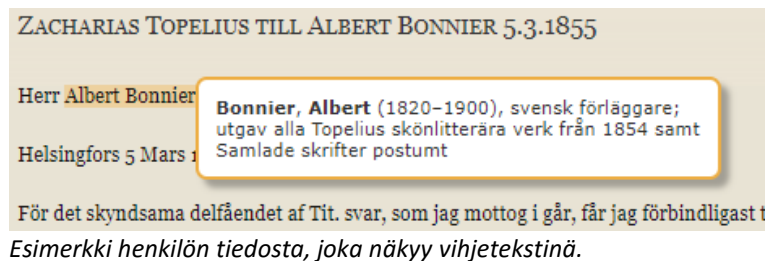 ZACHARIAS TOPELIUS TILL ALBERT BONNIER 5.3.1855
Herr Albert Bonnier
Bonnier, Albert (1820–1900), svensk förläggare;
utgav alla Topelius skönlitterära verk från 1854 samt
Samlade skrifter postumt
Helsingfors 5 Mars
För det skyndsama delfåendet af Tit. svar, som jag mottog i går, får jag förbindligast
Esimerkki henkilön tiedosta, joka näkyy vihjetekstinä.